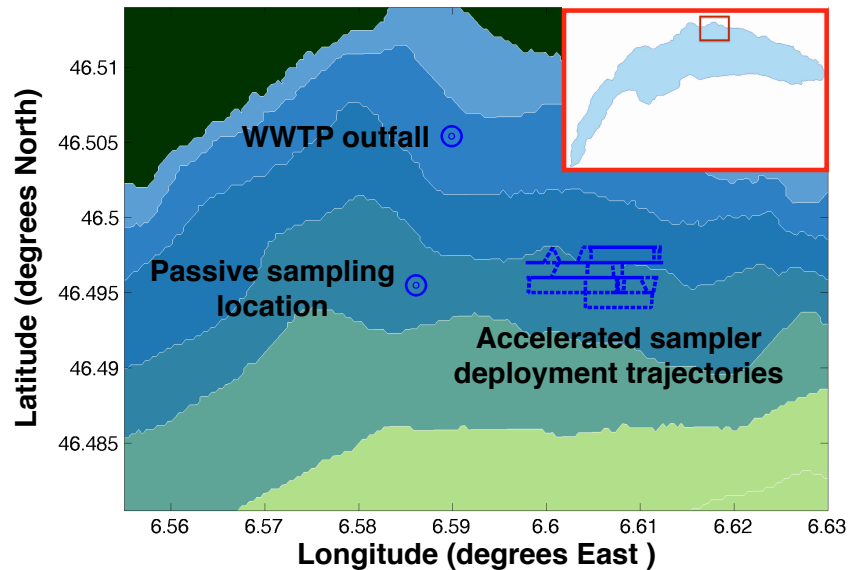 46.51
WWTP outfall
46.505
46.5
Passive sampling
location
46.495
Accelerated sampler
deployment trajectories
46.49
46.485
Latitude (degrees North)
6.56 6.57 6.58 6.59 6.6 6.61 6.62 6.63
Longitude (degrees East )